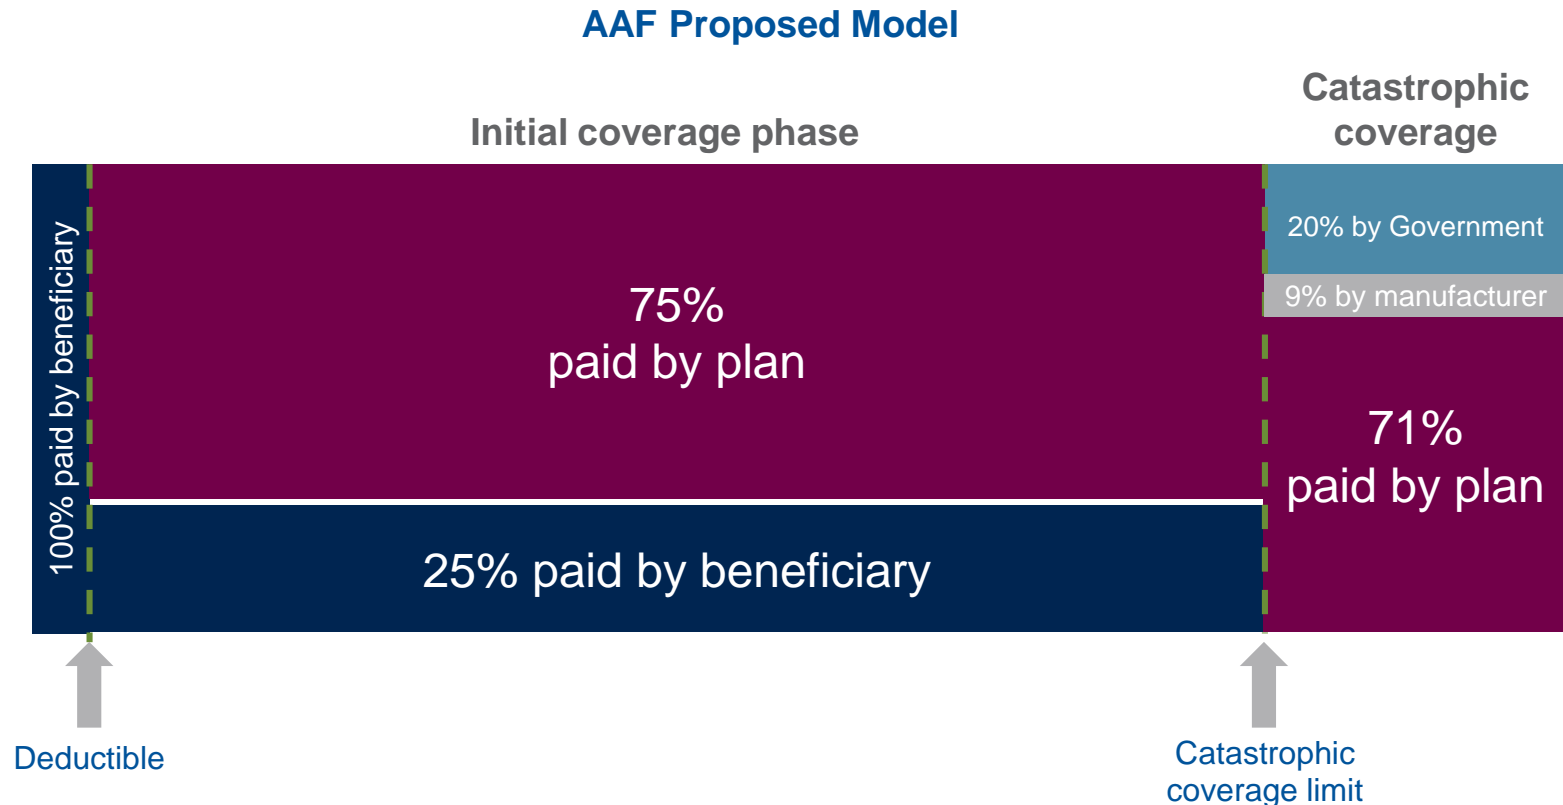 AAF Proposed Model
Catastrophic
coverage
Initial coverage phase
100% paid by beneficiary
75%
paid by plan
25% paid by beneficiary
20% by Government
9% by manufacturer
71%
paid by plan
Deductible
Catastrophic
coverage limit